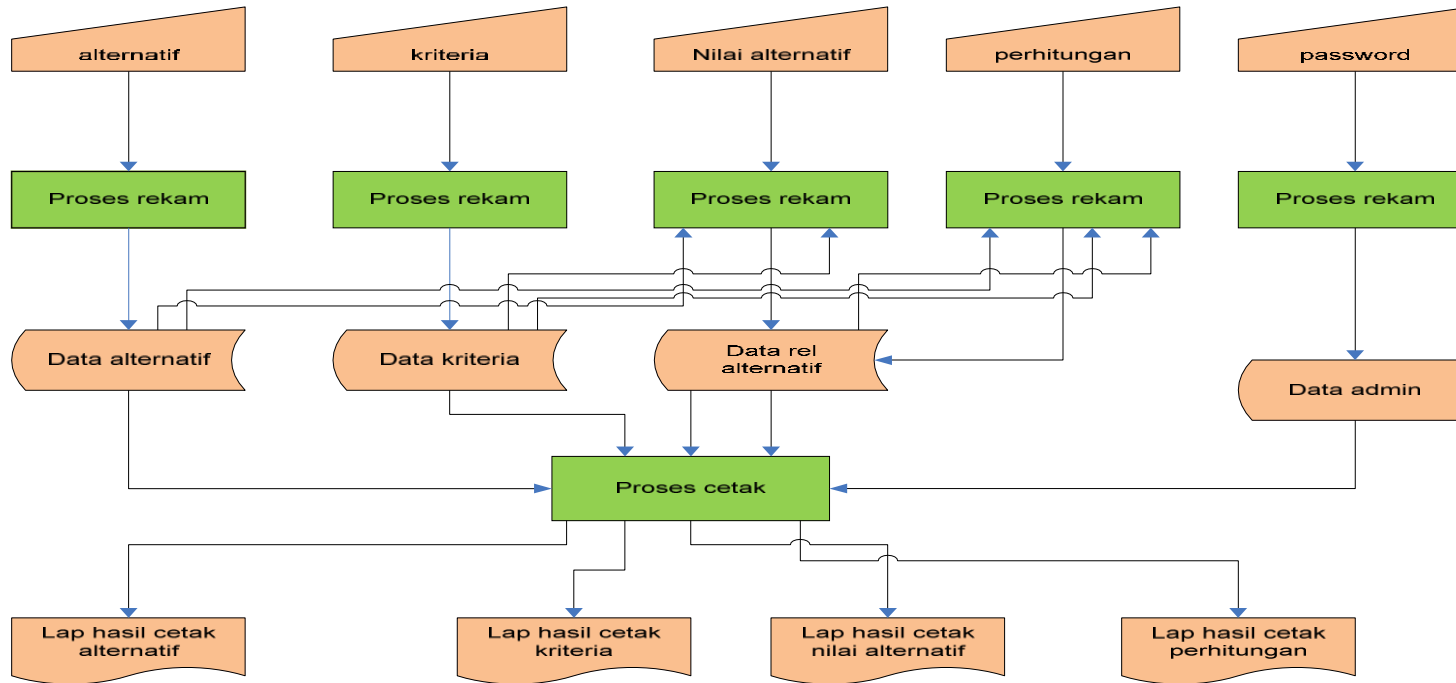 alternatif
kriteria
Nilai alternatif
perhitungan
password
Proses rekam
Proses rekam
Proses rekam
Proses rekam
Proses rekam
Data alternatif
Data kriteria
Data rel
alternatif
Data admin
Proses cetak
Lap hasil cetak
alternatif
Lap hasil cetak
kriteria
Lap hasil cetak
nilai alternatif
Lap hasil cetak
perhitungan